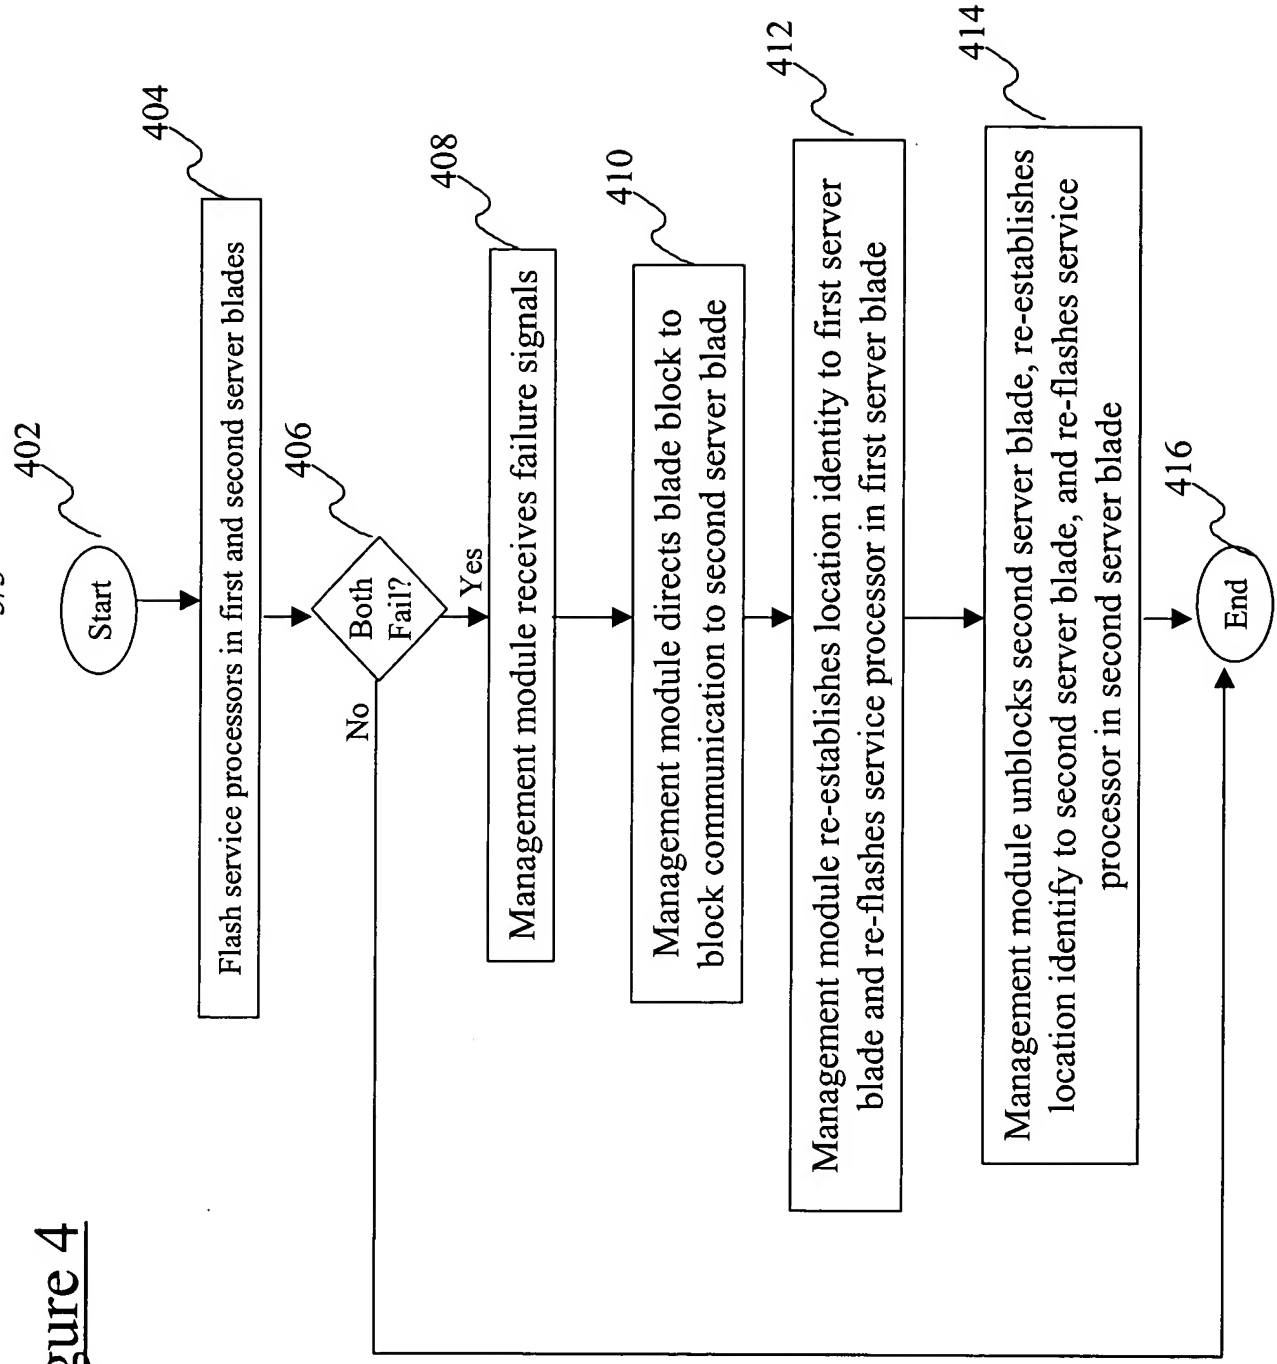 gure 4
402
Start
404
Flash service processors in first and second server blades
406
Both
Fail?
No
Yes
408
Management module receives failure signals
410
Management module directs blade block to
block communication to second server blade
412
Management module re-establishes location identity to first server
blade and re-flashes service processor in first server blade
414
Management module unblocks second server blade, re-establishes
location identify to second server blade, and re-flashes service
processor in second server blade
416
End